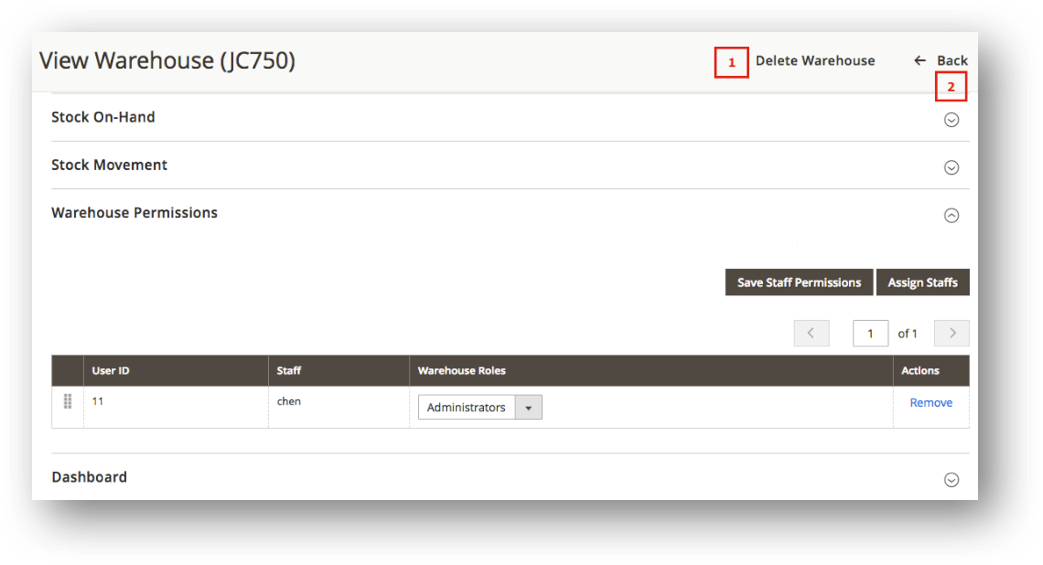 View Warehouse (JC750)
1 Delete Warehouse Back
2
Stock On-Hand
Stock Movement
Warehouse Permissions
Save Staff Permissions Assign Staffs
1 of 1
User ID Staff Warehouse Roles Actions
11 chen Administrators Remove
Dashboard